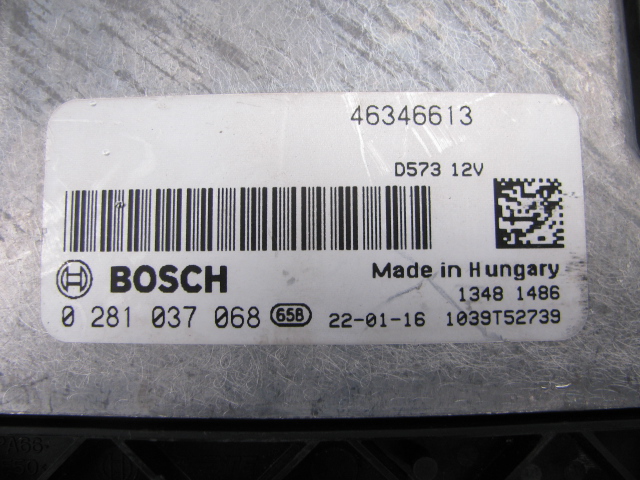 46346613
D573 12V
BOSCH
Made in Hungary
1348 1486
0 281 037 068 658 22-01-16 1039T52739